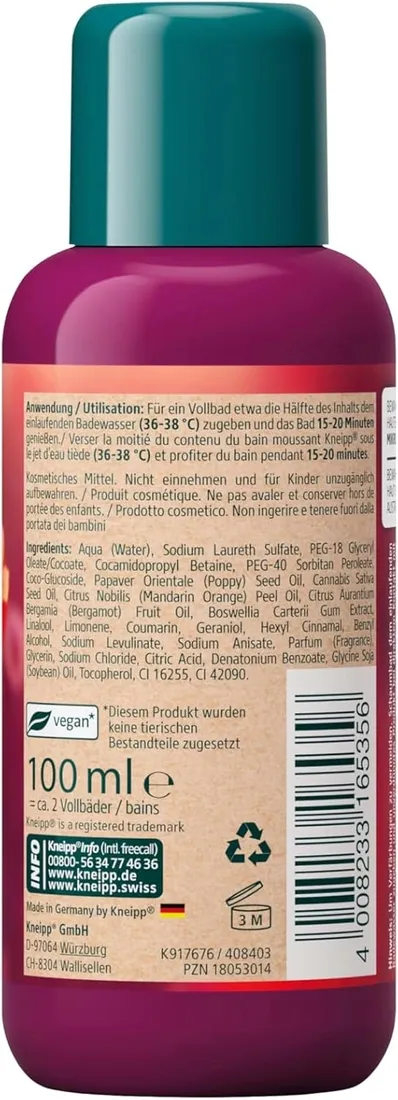 Anwendung / Utilisation: Für ein Vollbad etwa die Hälfte des Inhalts dem
einlaufenden Badewasser (36-38 °C) zugeben und das Bad 15-20 Minuten
genießen./ Verser la moitié du contenu du bain moussant Kneipp® sous
le jet d'eau tiède (36-38 °C) et profiter du bain pendant 15-20 minutes.
Kosmetisches Mittel. Nicht einnehmen und für Kinder unzugänglich
aufbewahren. / Produit cosmétique. Ne pas avaler et conserver hors de
portée des enfants. / Prodotto cosmetico. Non ingerire e tenere fuori dalla
portata dei bambini
Ingredients: Aqua (Water), Sodium Laureth Sulfate, PEG-18 Glyceryl
Oleate/Cocoate, Cocamidopropyl Betaine, PEG-40 Sorbitan Peroleate,
Coco-Glucoside, Papaver Orientale (Poppy) Seed Oil, Cannabis Sativa
Seed Oil, Citrus Nobilis (Mandarin Orange) Peel Oil, Citrus Aurantium
Bergamia (Bergamot) Fruit Oil, Boswellia Carterii Gum Extract,
Linalool, Limonene, Coumarin, Geraniol, Hexyl Cinnamal, Benzyl
Alcohol, Sodium Levulinate, Sodium Anisate, Parfum (Fragrance),
Glycerin, Sodium Chloride, Citric Acid, Denatonium Benzoate, Glycine Soja
(Soybean) Oil, Tocopherol, CI 16255, CI 42090.
vegan*
*Diesem Produkt wurden
keine tierischen
Bestandteile zugesetzt
100 ml e
= ca. 2 Vollbäder / bains
Kneipp® is a registered trademark
INFO
Kneipp®Info (Intl. freecall)
00800-56 34 77 46 36
www.kneipp.de
www.kneipp.swiss
3 M
Made in Germany by Kneipp®
Kneipp® GmbH
D-97064 Würzburg
CH-8304 Wallisellen
K917676 / 408403
PZN 18053014
4 008233 165356
Hinweise: Um Verfärbungen zu vermeiden, Schaumbad dem einlaufenden